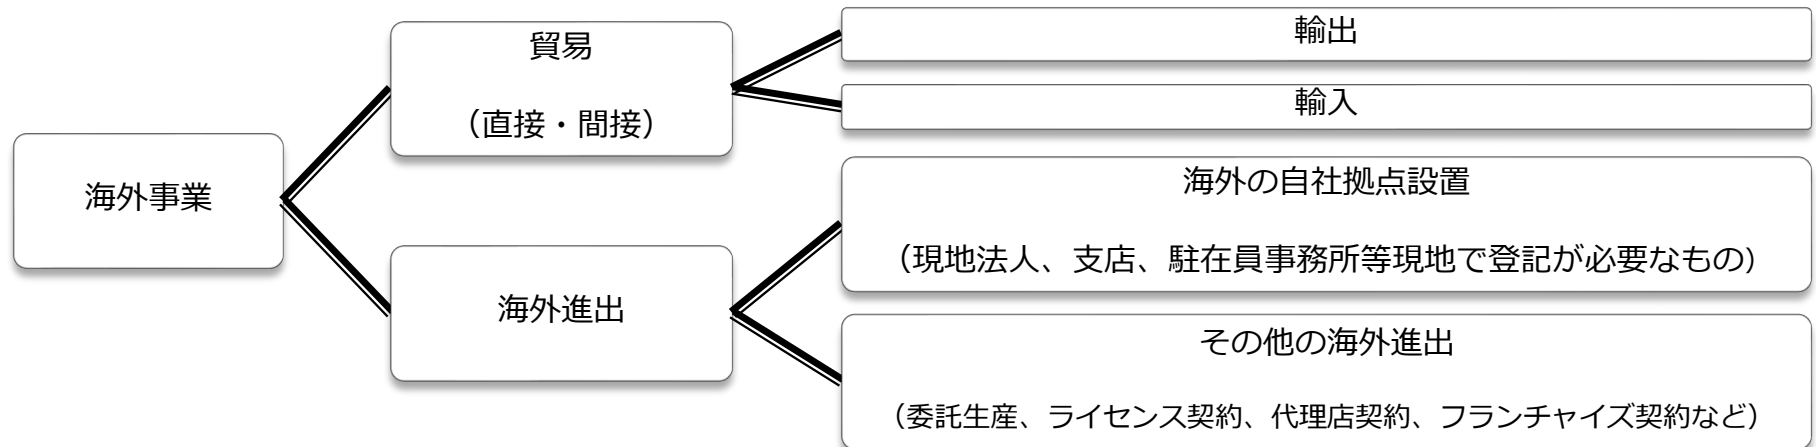 海外事業
貿易
（直接・間接）
輸出
輸入
海外進出
海外の自社拠点設置
（現地法人、支店、駐在員事務所等現地で登記が必要なもの）
その他の海外進出
（委託生産、ライセンス契約、代理店契約、フランチャイズ契約など）